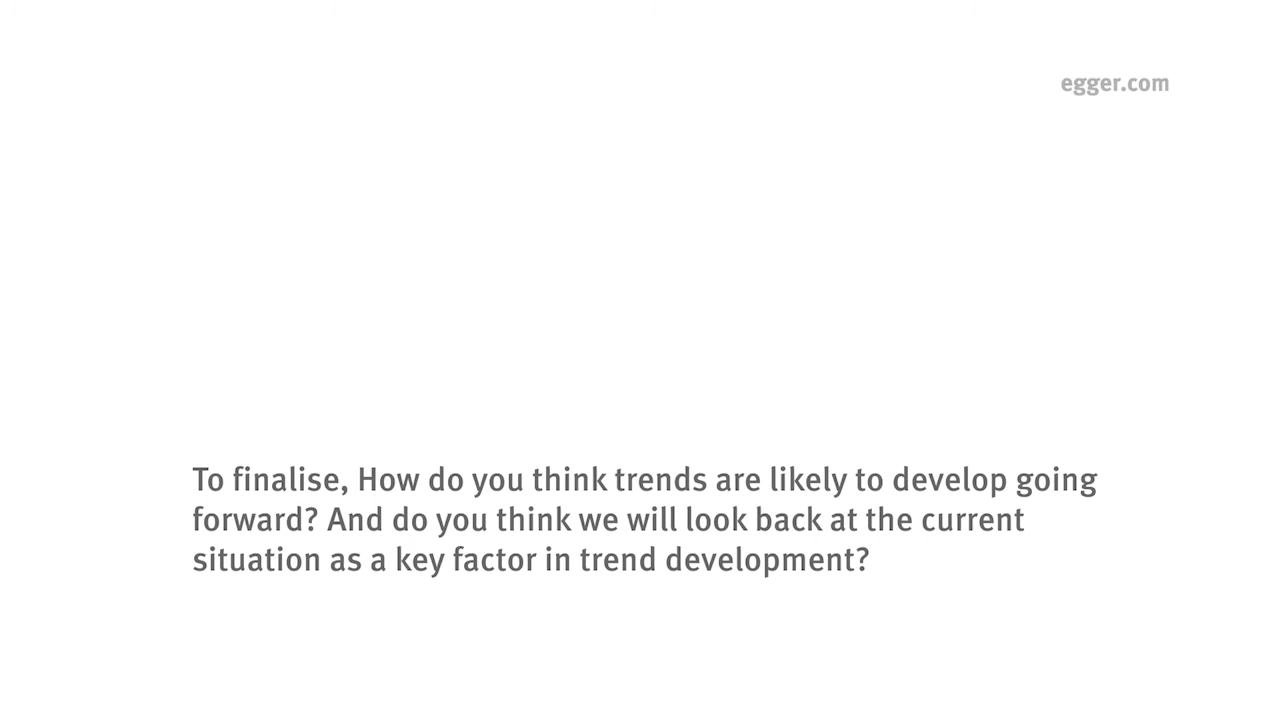 egger.com
To finalise, How do you think trends are likely to develop going
forward? And do you think we will look back at the current
situation as a key factor in trend development?